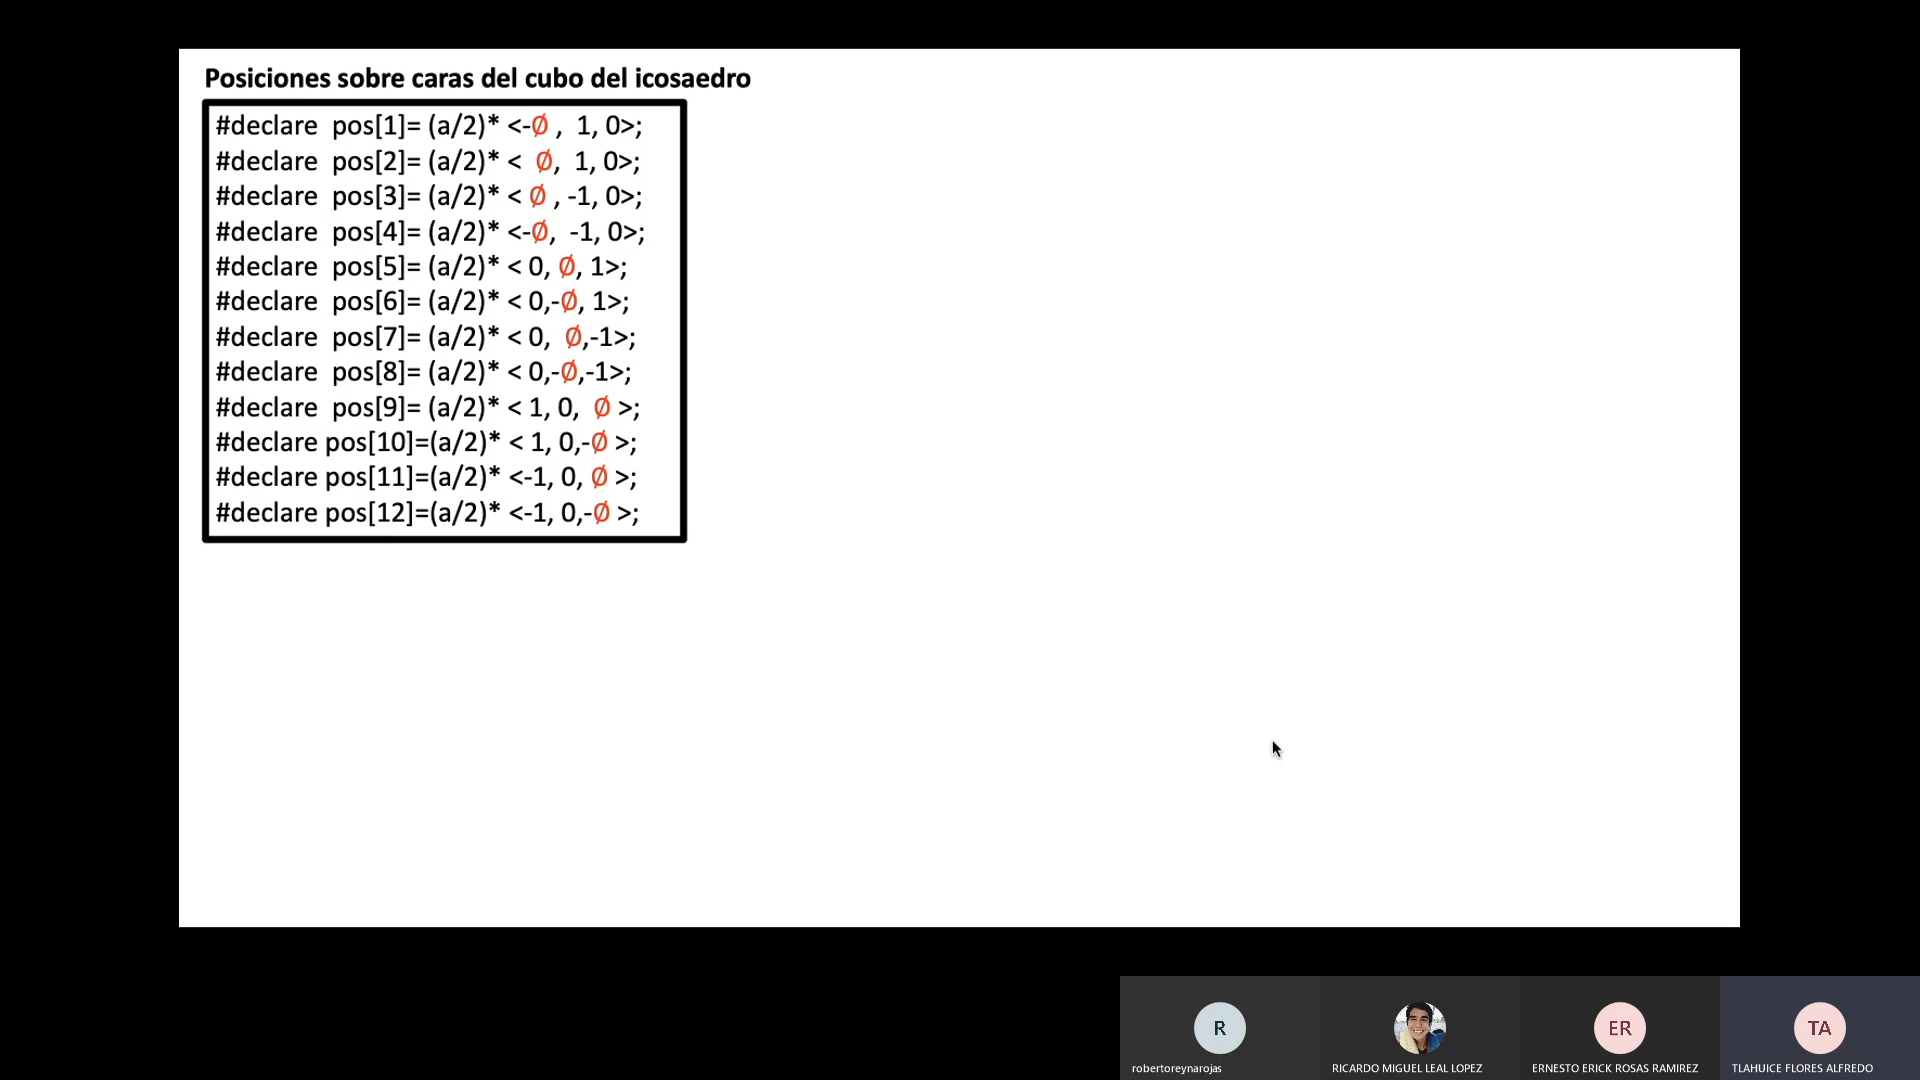 Posiciones sobre caras del cubo del icosaedro
#declare  pos[1]= (a/2)* <-∅ ,  1, 0>;
#declare  pos[2]= (a/2)* <  ∅,  1, 0>;
#declare  pos[3]= (a/2)* < ∅ , -1, 0>;
#declare  pos[4]= (a/2)* <-∅,  -1, 0>;
#declare  pos[5]= (a/2)* < 0, ∅, 1>;
#declare  pos[6]= (a/2)* < 0,-∅, 1>;
#declare  pos[7]= (a/2)* < 0,  ∅,-1>;
#declare  pos[8]= (a/2)* < 0,-∅,-1>;
#declare  pos[9]= (a/2)* < 1, 0,  ∅ >;
#declare pos[10]=(a/2)* < 1, 0,-∅ >;
#declare pos[11]=(a/2)* <-1, 0, ∅ >;
#declare pos[12]=(a/2)* <-1, 0,-∅ >;
R
ER
TA
robertoreynarojas
RICARDO MIGUEL LEAL LOPEZ
ERNESTO ERICK ROSAS RAMIREZ
TLAHUICE FLORES ALFREDO